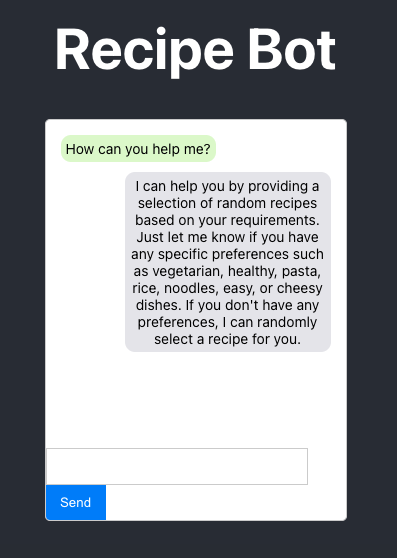 Recipe Bot
How can you help me?
I can help you by providing a
selection of random recipes
based on your requirements.
Just let me know if you have
any specific preferences such
as vegetarian, healthy, pasta,
rice, noodles, easy, or cheesy
dishes. If you don't have any
preferences, I can randomly
select a recipe for you.
Send